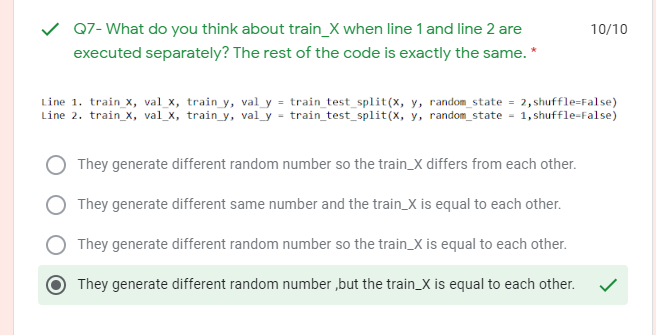 Q7- What do you think about train_X when line 1 and line 2 are
10/10
executed separately? The rest of the code is exactly the same. *
Line 1. train_X, val_X, train_y, val_y = train_test_split(X, y, random_state = 2,shuffle=False)
Line 2. train_X, val_X, train_y, val_y = train_test_split(X, y, random_state = 1,shuffle=False)
They generate different random number so the train_X differs from each other.
They generate different same number and the train_X is equal to each other.
They generate different random number so the train_X is equal to each other.
They generate different random number ,but the train_X is equal to each other.